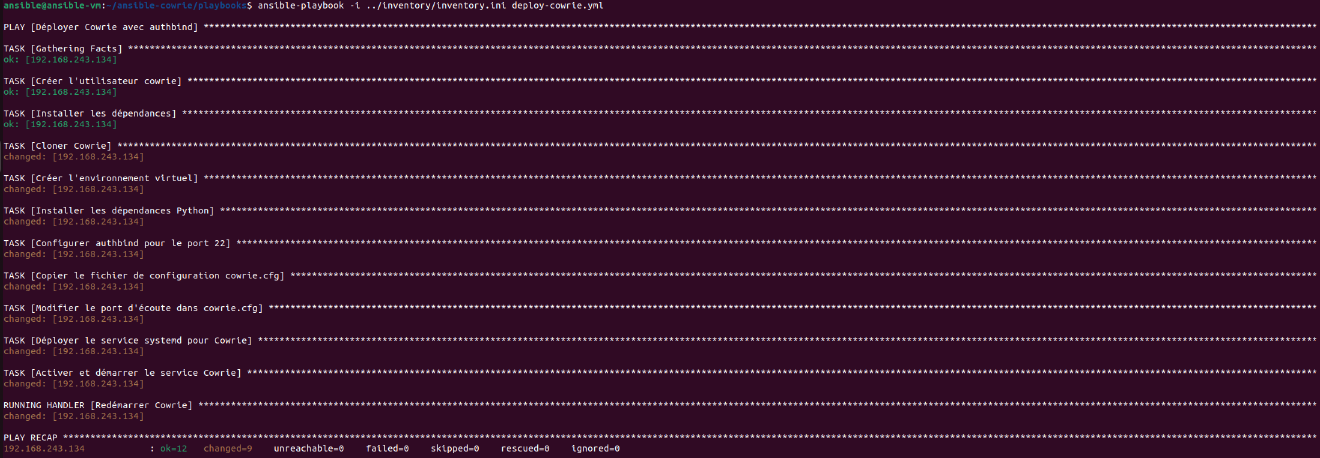 ansible@ansible-vm:~/ansible-cowrie/playbooks$ ansible-playbook -i ../inventory/inventory.ini deploy-cowrie.yml
PLAY [Déployer Cowrie avec authbind] ***
TASK [Gathering Facts] ***
ok: [192.168.243.134]
TASK [Créer l'utilisateur cowrie] ***
ok: [192.168.243.134]
TASK [Installer les dépendances] ***
ok: [192.168.243.134]
TASK [Cloner Cowrie] ***
changed: [192.168.243.134]
TASK [Créer l'environnement virtuel] ***
changed: [192.168.243.134]
TASK [Installer les dépendances Python] ***
changed: [192.168.243.134]
TASK [Configurer authbind pour le port 22] ***
changed: [192.168.243.134]
TASK [Copier le fichier de configuration cowrie.cfg] ***
changed: [192.168.243.134]
TASK [Modifier le port d'écoute dans cowrie.cfg] ***
changed: [192.168.243.134]
TASK [Déployer le service systemd pour Cowrie] ***
changed: [192.168.243.134]
TASK [Activer et démarrer le service Cowrie] ***
changed: [192.168.243.134]
RUNNING HANDLER [Redémarrer Cowrie] ***
changed: [192.168.243.134]
PLAY RECAP ***
192.168.243.134 : ok=12 changed=9 unreachable=0 failed=0 skipped=0 rescued=0 ignored=0